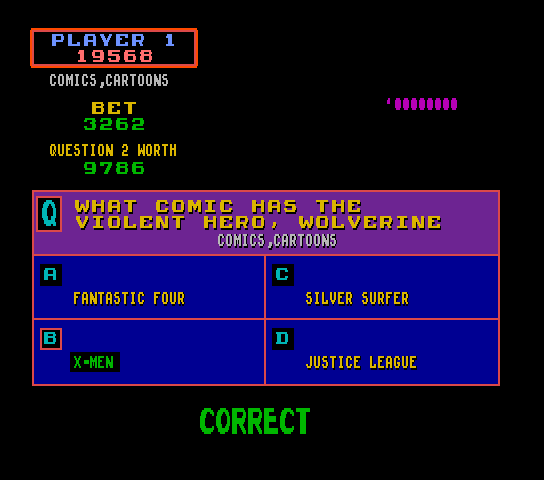 PLAYER 1
19568
COMICS,CARTOONS
BET
3262
QUESTION 2 WORTH
9786
Q WHAT COMIC HAS THE
VIOLENT HERO, WOLVERINE
COMICS,CARTOONS
A FANTASTIC FOUR
C SILVER SURFER
B X-MEN
D JUSTICE LEAGUE
CORRECT